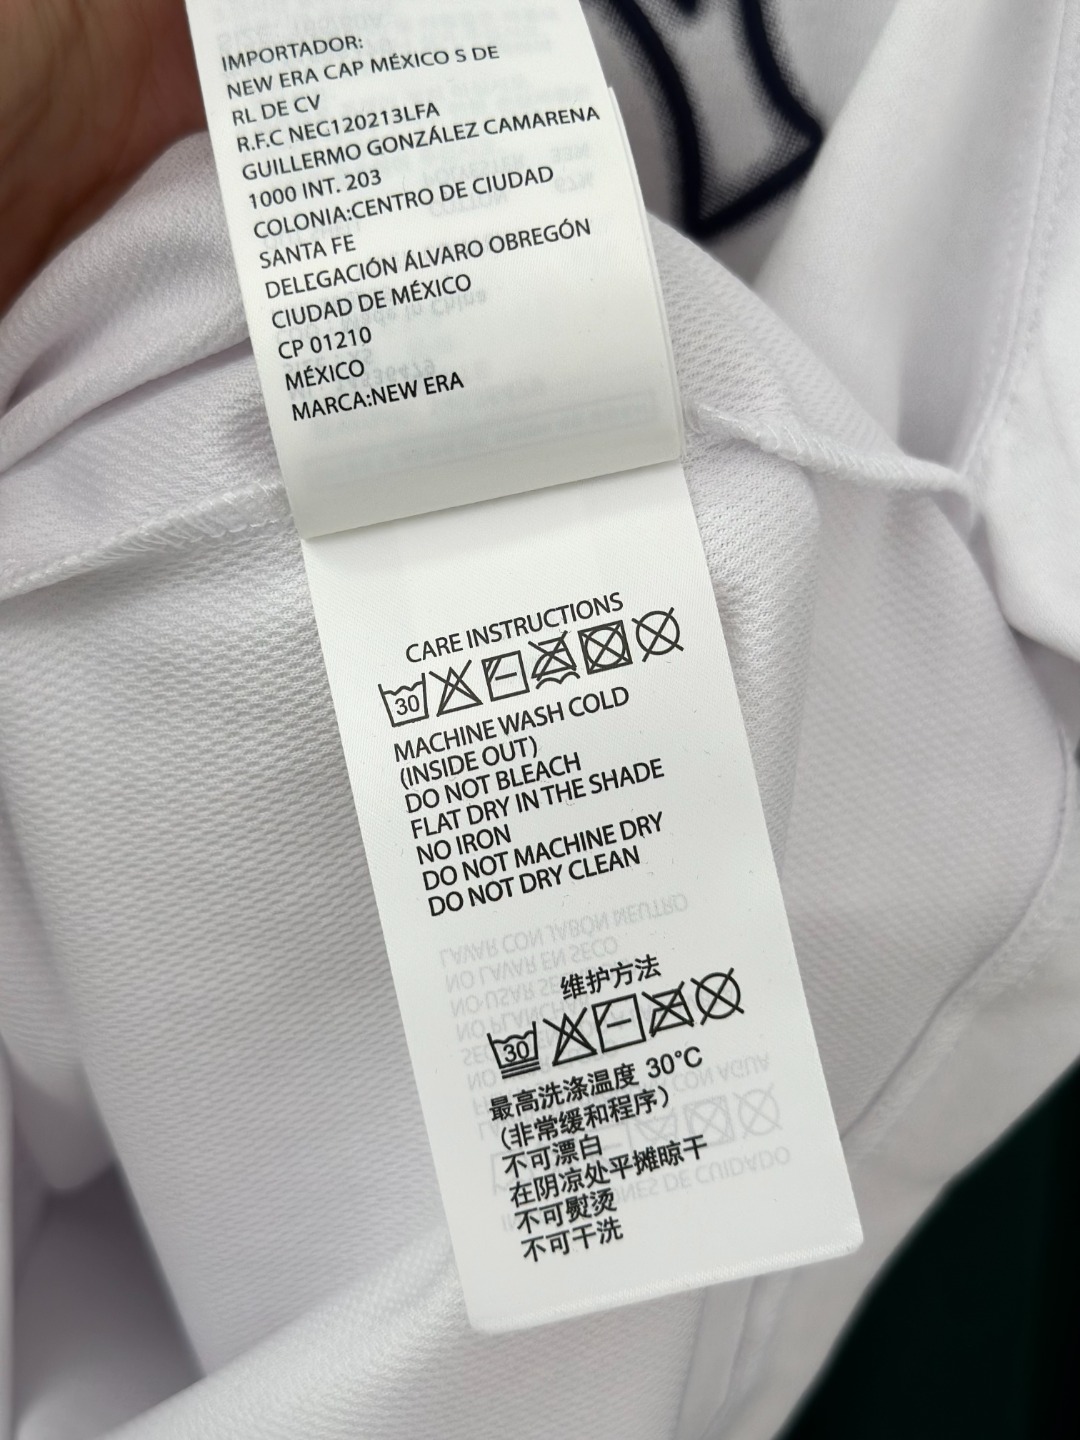 IMPORTADOR:
NEW ERA CAP MÉXICO S DE
RL DE CV
R.F.C NEC120213LFA
GUILLERMO GONZÁLEZ CAMARENA
1000 INT. 203
COLONIA:CENTRO DE CIUDAD
SANTA FE
DELEGACIÓN ÁLVARO OBREGÓN
CIUDAD DE MÉXICO
CP 01210
MÉXICO
MARCA:NEW ERA
CARE INSTRUCTIONS
30
MACHINE WASH COLD
(INSIDE OUT)
DO NOT BLEACH
FLAT DRY IN THE SHADE
NO IRON
DO NOT MACHINE DRY
DO NOT DRY CLEAN
维护方法
30
最高洗涤温度 30°C
（非常缓和程序）
不可漂白
在阴凉处平摊晾干
不可熨烫
不可干洗